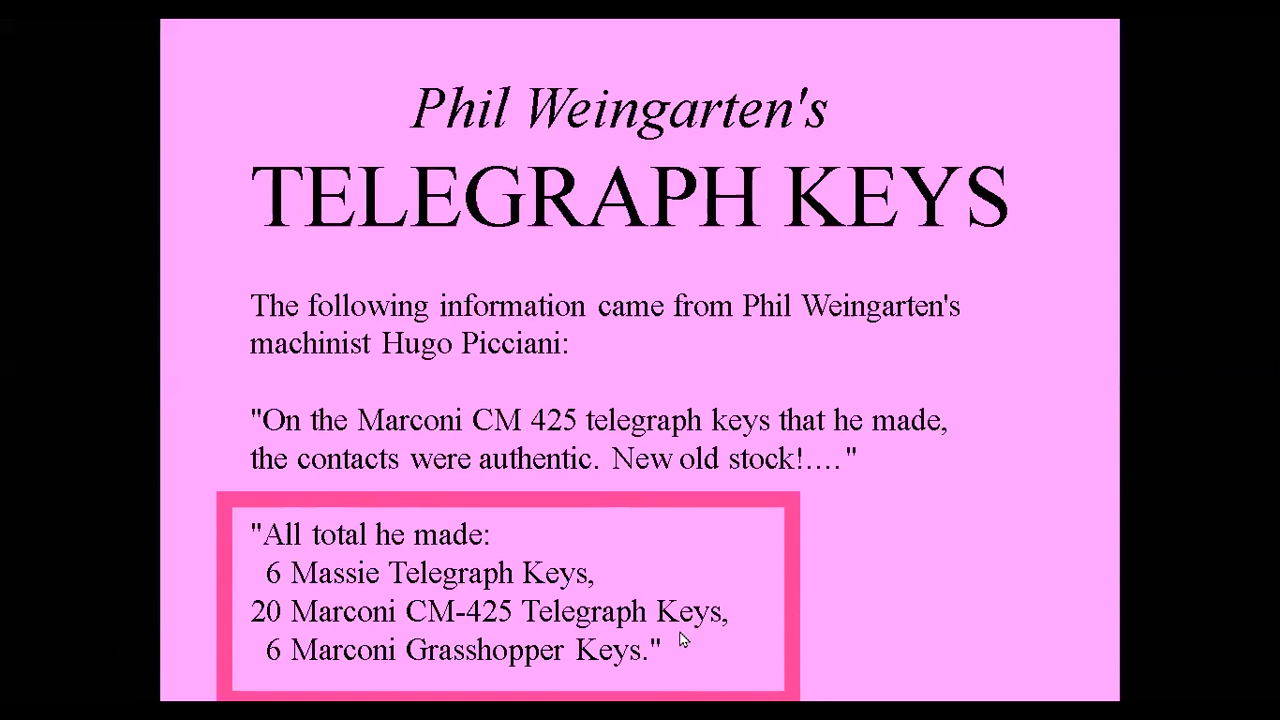 Phil Weingarten's
TELEGRAPH KEYS
The following information came from Phil Weingarten's
machinist Hugo Picciani:
"On the Marconi CM 425 telegraph keys that he made,
the contacts were authentic. New old stock!...."
"All total he made:
6 Massie Telegraph Keys,
20 Marconi CM-425 Telegraph Keys,
6 Marconi Grasshopper Keys."